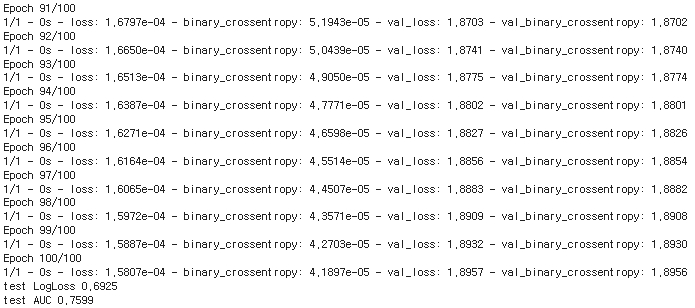 Epoch 91/100
1/1 - 0s - loss: 1.6797e-04 - binary_crossentropy: 5.1943e-05 - val_loss: 1.8703 - val_binary_crossentropy: 1.8702
Epoch 92/100
1/1 - 0s - loss: 1.6650e-04 - binary_crossentropy: 5.0439e-05 - val_loss: 1.8741 - val_binary_crossentropy: 1.8740
Epoch 93/100
1/1 - 0s - loss: 1.6513e-04 - binary_crossentropy: 4.9050e-05 - val_loss: 1.8775 - val_binary_crossentropy: 1.8774
Epoch 94/100
1/1 - 0s - loss: 1.6387e-04 - binary_crossentropy: 4.7771e-05 - val_loss: 1.8802 - val_binary_crossentropy: 1.8801
Epoch 95/100
1/1 - 0s - loss: 1.6271e-04 - binary_crossentropy: 4.6598e-05 - val_loss: 1.8827 - val_binary_crossentropy: 1.8826
Epoch 96/100
1/1 - 0s - loss: 1.6164e-04 - binary_crossentropy: 4.5514e-05 - val_loss: 1.8856 - val_binary_crossentropy: 1.8854
Epoch 97/100
1/1 - 0s - loss: 1.6065e-04 - binary_crossentropy: 4.4507e-05 - val_loss: 1.8883 - val_binary_crossentropy: 1.8882
Epoch 98/100
1/1 - 0s - loss: 1.5972e-04 - binary_crossentropy: 4.3571e-05 - val_loss: 1.8909 - val_binary_crossentropy: 1.8908
Epoch 99/100
1/1 - 0s - loss: 1.5887e-04 - binary_crossentropy: 4.2703e-05 - val_loss: 1.8932 - val_binary_crossentropy: 1.8930
Epoch 100/100
1/1 - 0s - loss: 1.5807e-04 - binary_crossentropy: 4.1897e-05 - val_loss: 1.8957 - val_binary_crossentropy: 1.8956
test LogLoss 0.6925
test AUC 0.7599